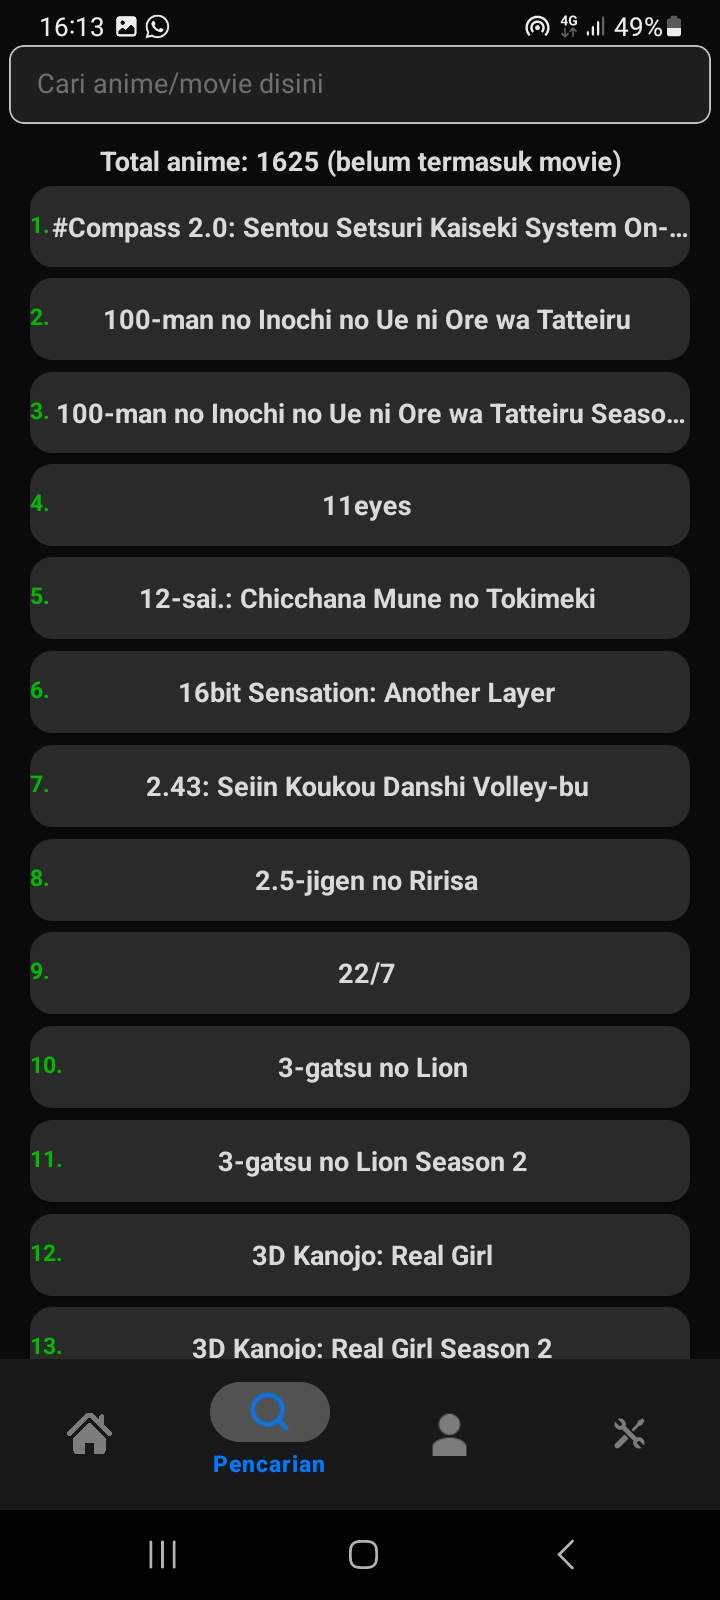 16:13
4G
49%
Cari anime/movie disini
Total anime: 1625 (belum termasuk movie)
1. #Compass 2.0: Sentou Setsuri Kaiseki System On-...
2. 100-man no Inochi no Ue ni Ore wa Tatteiru
3. 100-man no Inochi no Ue ni Ore wa Tatteiru Seaso...
4. 11eyes
5. 12-sai.: Chicchana Mune no Tokimeki
6. 16bit Sensation: Another Layer
7. 2.43: Seiin Koukou Danshi Volley-bu
8. 2.5-jigen no Ririsa
9. 22/7
10. 3-gatsu no Lion
11. 3-gatsu no Lion Season 2
12. 3D Kanojo: Real Girl
13. 3D Kanojo: Real Girl Season 2
Pencarian